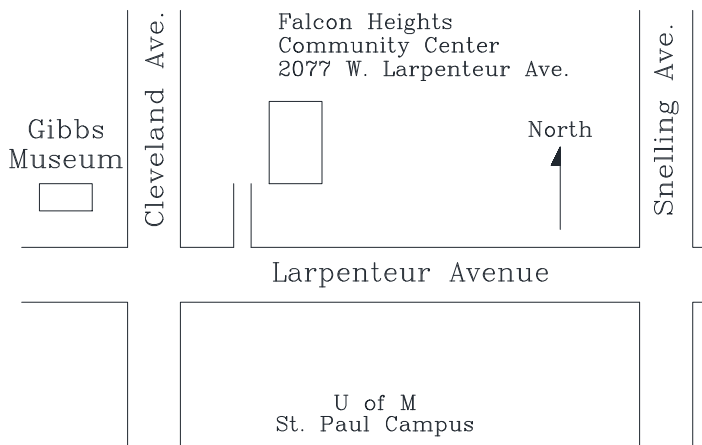 Falcon Heights
Community Center
2077 W. Larpenteur Ave.
Cleveland Ave.
Snelling Ave.
Gibbs
Museum
North
Larpenteur Avenue
U of M
St. Paul Campus